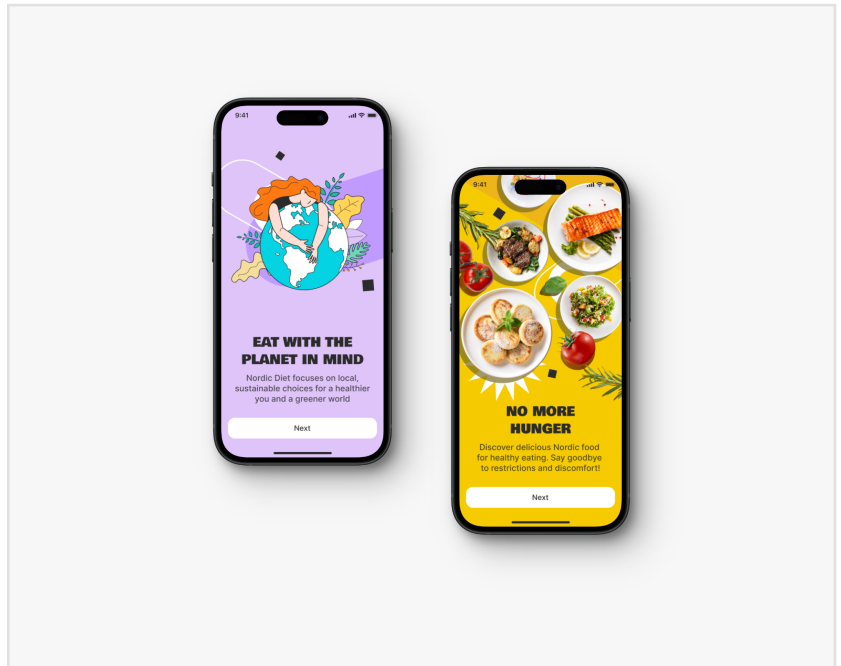 9:41
EAT WITH THE
PLANET IN MIND
Nordic Diet focuses on local,
sustainable choices for a healthier
you and a greener world
Next
9:41
NO MORE
HUNGER
Discover delicious Nordic food
for healthy eating. Say goodbye
to restrictions and discomfort!
Next